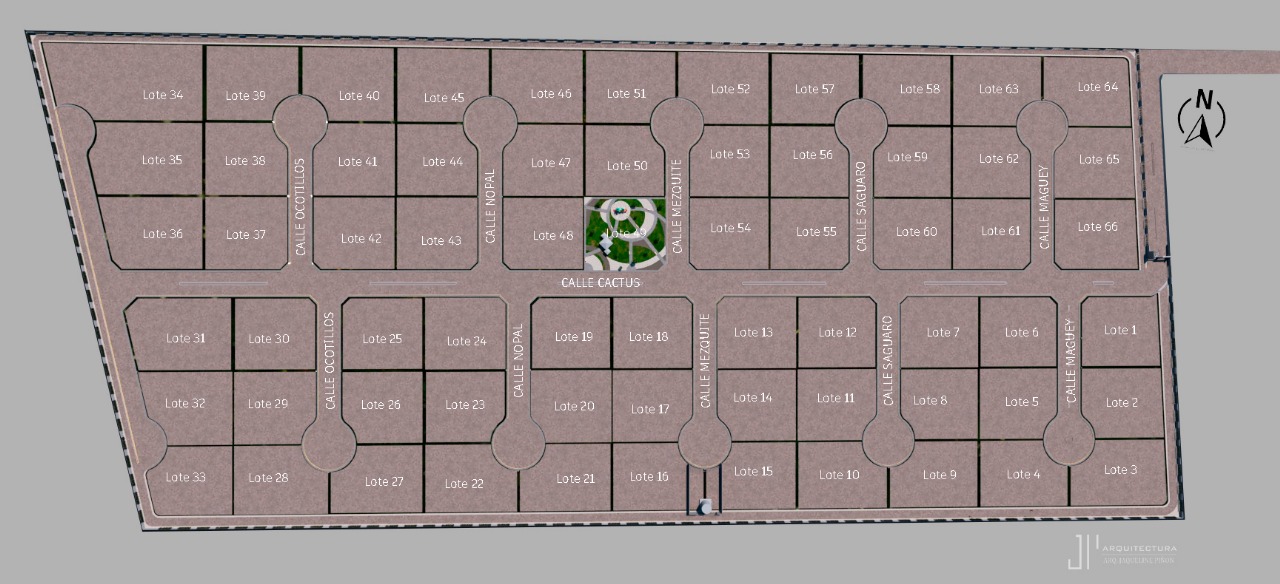 Lote 34
Lote 39
Lote 40
Lote 45
Lote 46
Lote 51
Lote 52
Lote 57
Lote 58
Lote 63
Lote 64
N
Lote 35
Lote 38
Lote 41
Lote 44
Lote 47
Lote 50
Lote 53
Lote 56
Lote 59
Lote 62
Lote 65
CALLE OCOTILLOS
CALLE NOPAL
CALLE MEZQUITE
CALLE SAGUARO
CALLE MAGUEY
Lote 36
Lote 37
Lote 42
Lote 43
Lote 48
Lote 49
Lote 54
Lote 55
Lote 60
Lote 61
Lote 66
CALLE CACTUS
Lote 31
Lote 30
Lote 25
Lote 24
Lote 19
Lote 18
Lote 13
Lote 12
Lote 7
Lote 6
Lote 1
CALLE OCOTILLOS
CALLE NOPAL
CALLE MEZQUITE
CALLE SAGUARO
CALLE MAGUEY
Lote 32
Lote 29
Lote 26
Lote 23
Lote 20
Lote 17
Lote 14
Lote 11
Lote 8
Lote 5
Lote 2
Lote 33
Lote 28
Lote 27
Lote 22
Lote 21
Lote 16
Lote 15
Lote 10
Lote 9
Lote 4
Lote 3
ARQUITECTURA